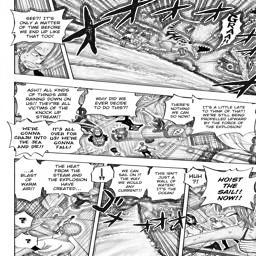 SEE?! IT'S
ONLY A MATTER
OF TIME BEFORE
WE END UP LIKE
THAT TOO!
AGH!! ALL KINDS
OF THINGS ARE
RAINING DOWN ON
US!! THEY'RE ALL
VICTIMS OF THE
KNOCK UP
STREAM!!
WHY DID WE
EVER DECIDE
TO DO THIS?!
THERE'S
NOTHING
WE CAN
DO NOW!
IT'S A LITTLE LATE
TO THINK OF THAT!
WE'RE STILL BEING
PROPELLED UPWARD
BY THE FORCE OF
THE EXPLOSION!
WE'RE
GONNA
CRASH INTO
THE SEA
AND DIE!!
IT'S ALL
OVER FOR
US! WE'RE
GONNA
FALL!
...A
BLAST
OF
WARM
AIR!!
THE HEAT
FROM THE
STEAM AND
THE EXPLOSION
HAVE
CREATED...
!!
WE CAN
SAIL ON IT
THE WAY
WE WOULD
ANY
CURRENT!!
THIS ISN'T
JUST A
WALL OF
WATER!
IT'S THE
OCEAN!
HUH
?!
HOIST
THE
SAIL!!
NOW!!
?